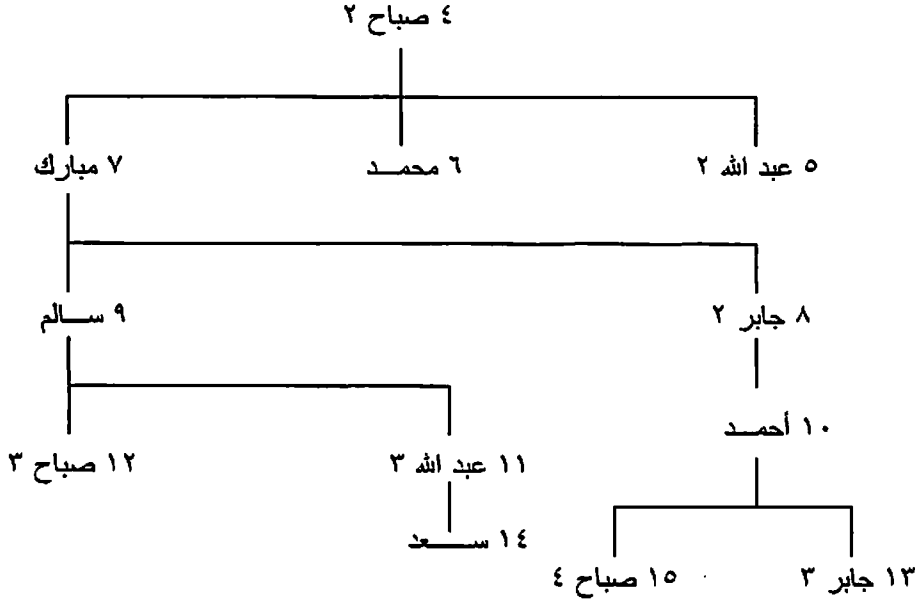 ٤ صباح ٢
٥ عبد الله ٢
٦ محمـد
٧ مبارك
٨ جابر ٢
٩ سـالم
١٠ أحمـد
١١ عبد الله ٣
١٢ صباح ٣
١٤ سـعد
١٣ جابر ٣
١٥ صباح ٤